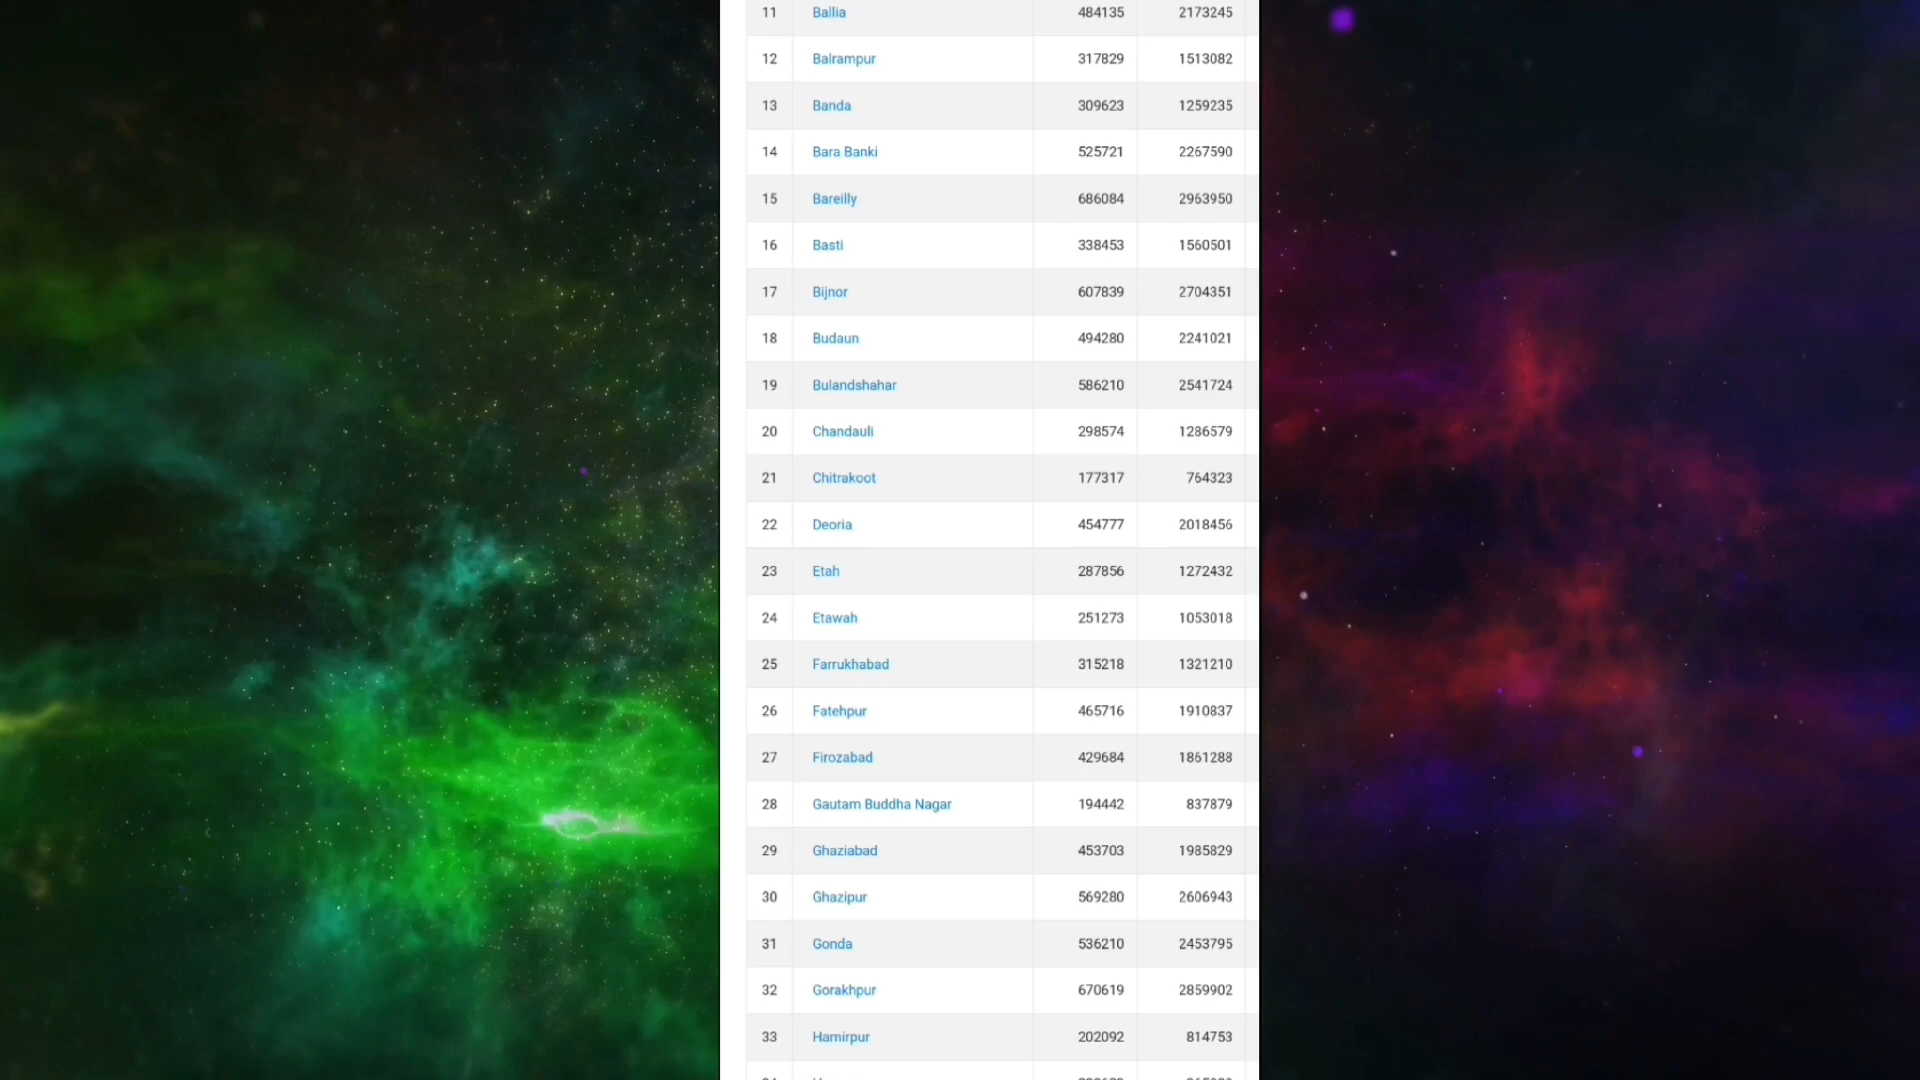 11 Ballia 484135 2173245
12 Balrampur 317829 1513082
13 Banda 309623 1259235
14 Bara Banki 525721 2267590
15 Bareilly 686084 2963950
16 Basti 338453 1560501
17 Bijnor 607839 2704351
18 Budaun 494280 2241021
19 Bulandshahar 586210 2541724
20 Chandauli 298574 1286579
21 Chitrakoot 177317 764323
22 Deoria 454777 2018456
23 Etah 287856 1272432
24 Etawah 251273 1053018
25 Farrukhabad 315218 1321210
26 Fatehpur 465716 1910837
27 Firozabad 429684 1861288
28 Gautam Buddha Nagar 194442 837879
29 Ghaziabad 453703 1985829
30 Ghazipur 569280 2606943
31 Gonda 536210 2453795
32 Gorakhpur 670619 2859902
33 Hamirpur 202092 814753